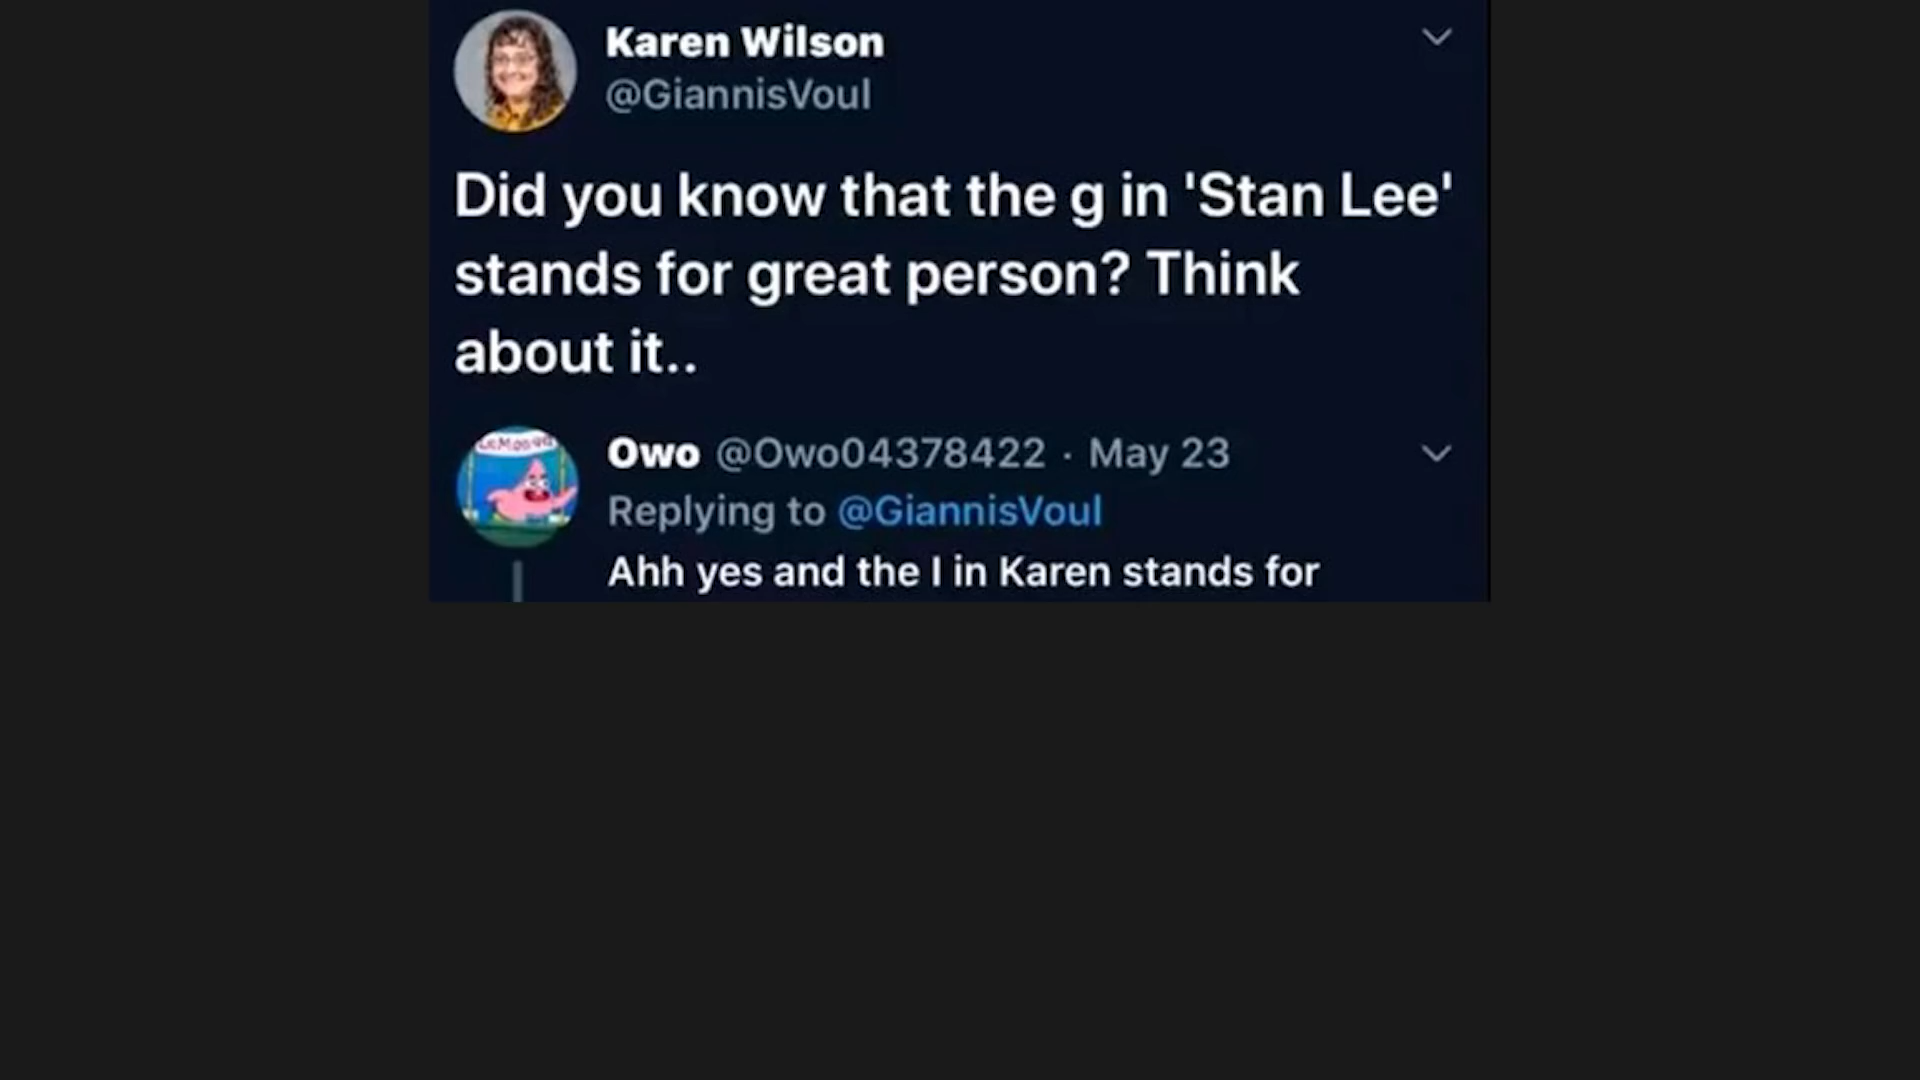 Karen Wilson
@GiannisVoul
Did you know that the g in 'Stan Lee'
stands for great person? Think
about it..
Owo @Owo04378422 · May 23
Replying to @GiannisVoul
Ahh yes and the I in Karen stands for